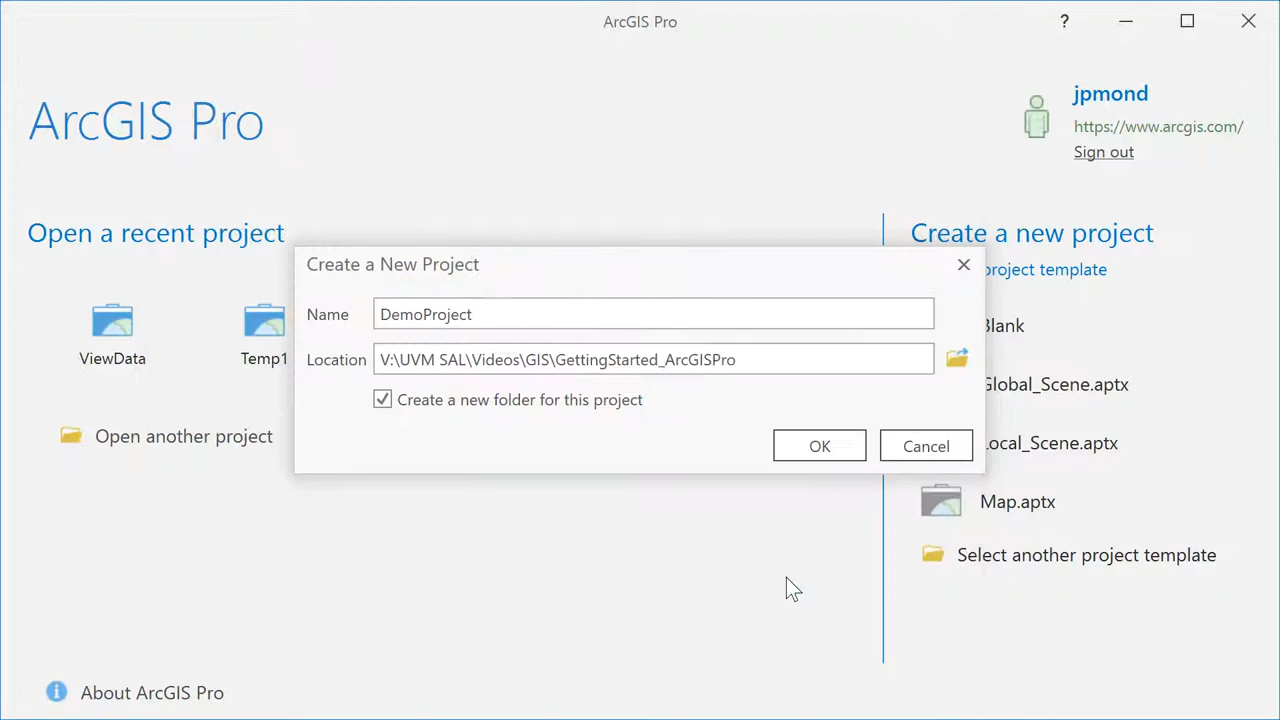 ArcGIS Pro
?
ArcGIS Pro
jpmond
https://www.arcgis.com/
Sign out
Open a recent project
ViewData
Temp1
Open another project
Create a new project
project template
Blank
Global_Scene.aptx
Local_Scene.aptx
Map.aptx
Select another project template
Create a New Project
Name
DemoProject
Location
V:\UVM SAL\Videos\GIS\GettingStarted_ArcGISPro
Create a new folder for this project
OK
Cancel
About ArcGIS Pro